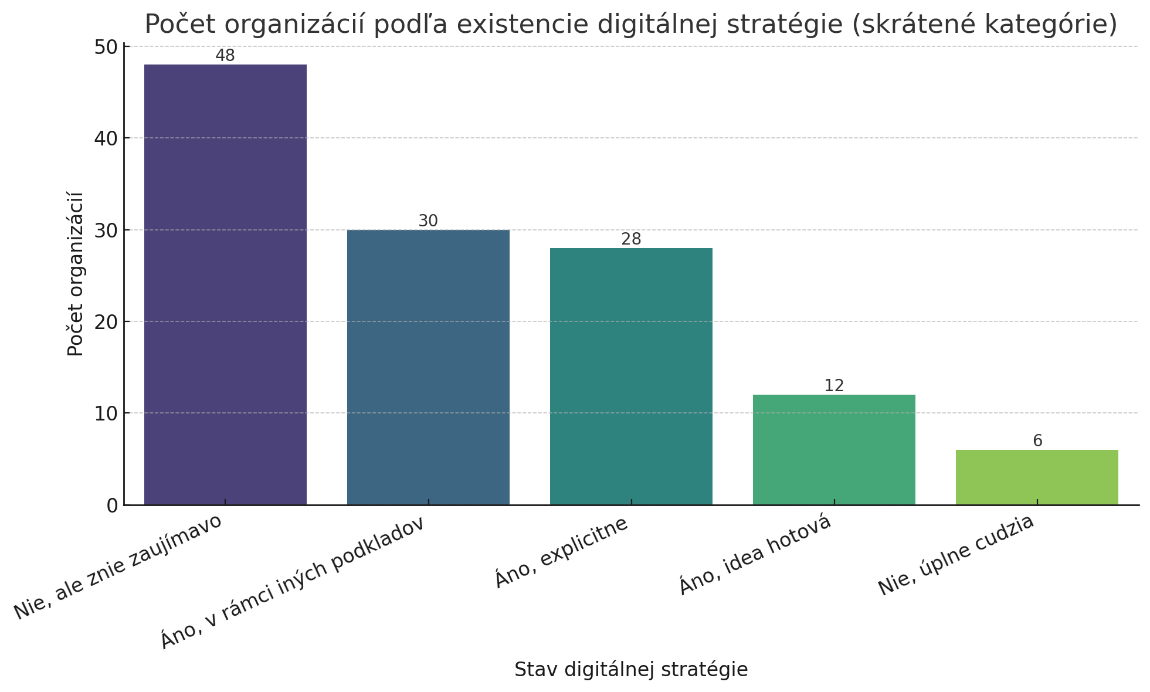 Počet organizácií podľa existencie digitálnej stratégie (skrátené kategórie)
50
40
30
20
10
0
Počet organizácií
48
30
28
12
6
Nie, ale znie zaujímavo
Áno, v rámci iných podkladov
Áno, explicitne
Áno, idea hotová
Nie, úplne cudzia
Stav digitálnej stratégie